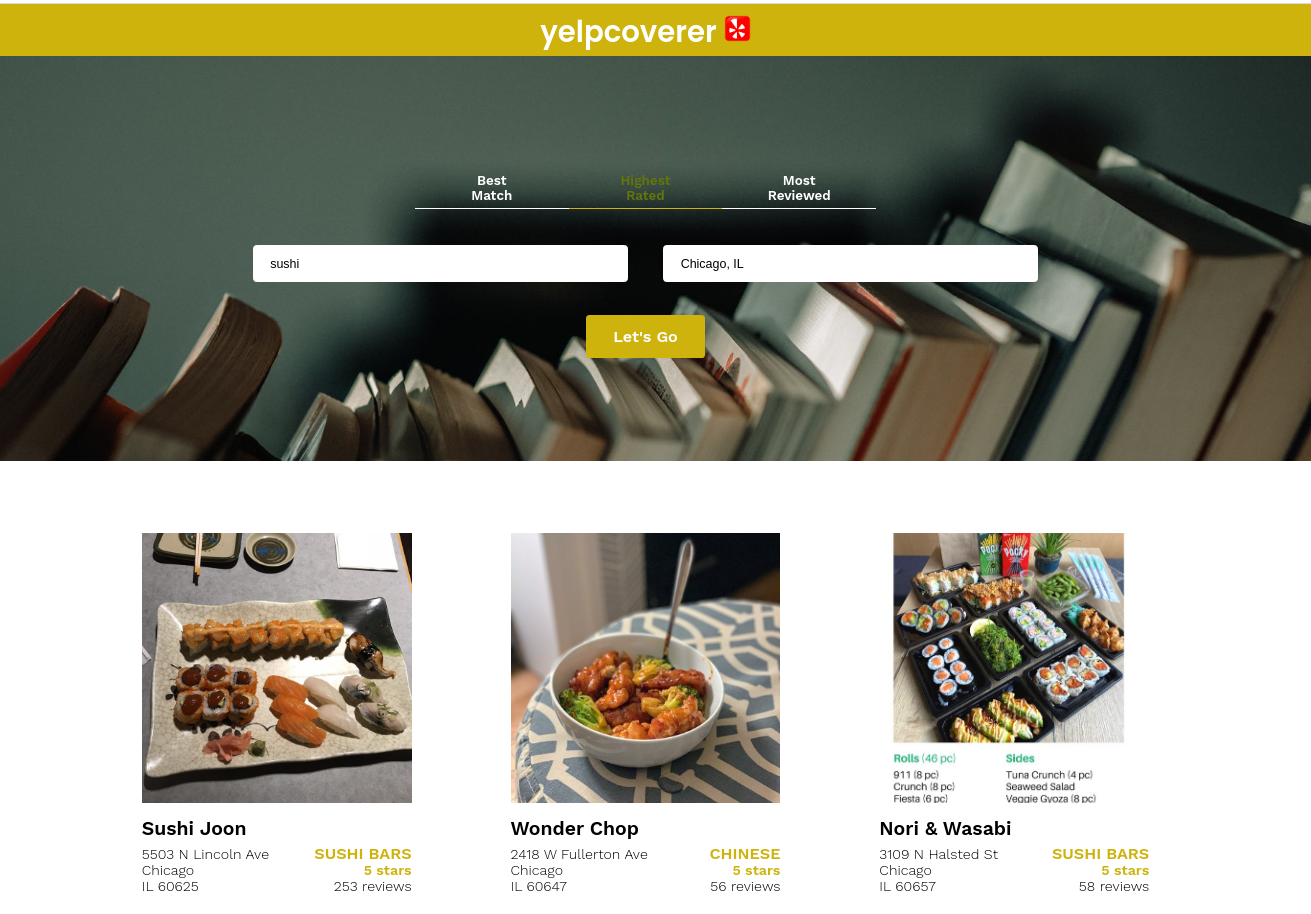 yelpcoverer
Best
Match
Highest
Rated
Most
Reviewed
sushi
Chicago, IL
Let's Go
POCKY
POCKY
Rolls (46 pc)
Sides
911 (8 pc)
Tuna Crunch (4 pc)
Crunch (8 pc)
Seaweed Salad
Fiesta (6 pc)
Veggie Gyoza (8 pc)
Sushi Joon
5503 N Lincoln Ave
SUSHI BARS
Chicago
5 stars
IL 60625
253 reviews
Wonder Chop
2418 W Fullerton Ave
CHINESE
Chicago
5 stars
IL 60647
56 reviews
Nori & Wasabi
3109 N Halsted St
SUSHI BARS
Chicago
5 stars
IL 60657
58 reviews